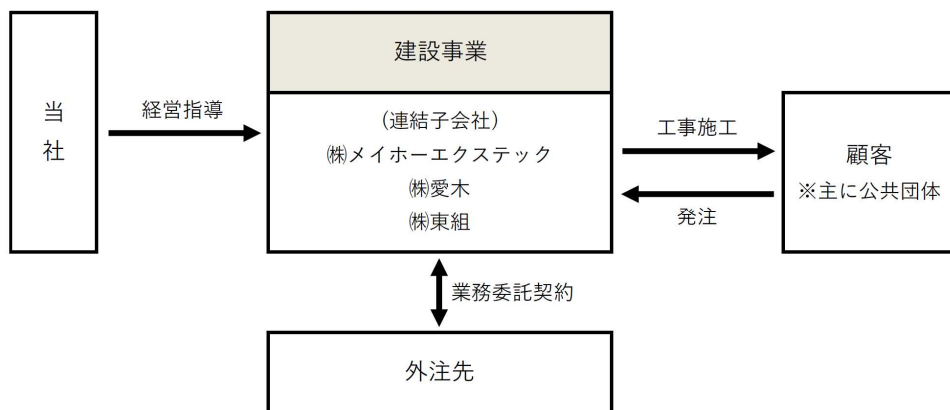 当
社
経営指導
建設事業
(連結子会社)
㈱メイホーエクステック
㈱愛木
㈱東組
工事施工
発注
顧客
※主に公共団体
業務委託契約
外注先